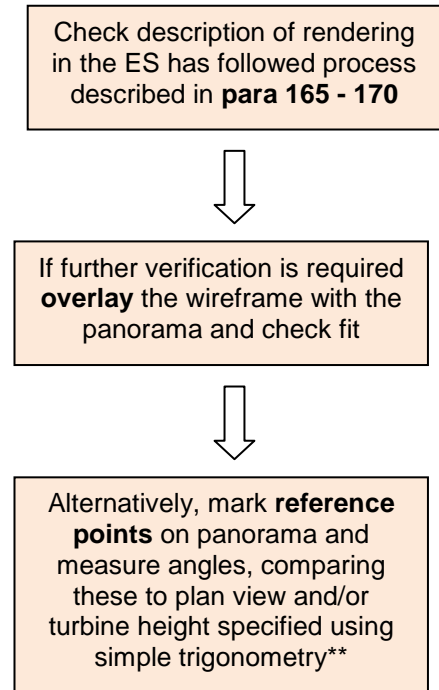 Check description of rendering
in the ES has followed process
described in para 165 - 170
If further verification is required
overlay the wireframe with the
panorama and check fit
Alternatively, mark reference
points on panorama and
measure angles, comparing
these to plan view and/or
turbine height specified using
simple trigonometry**